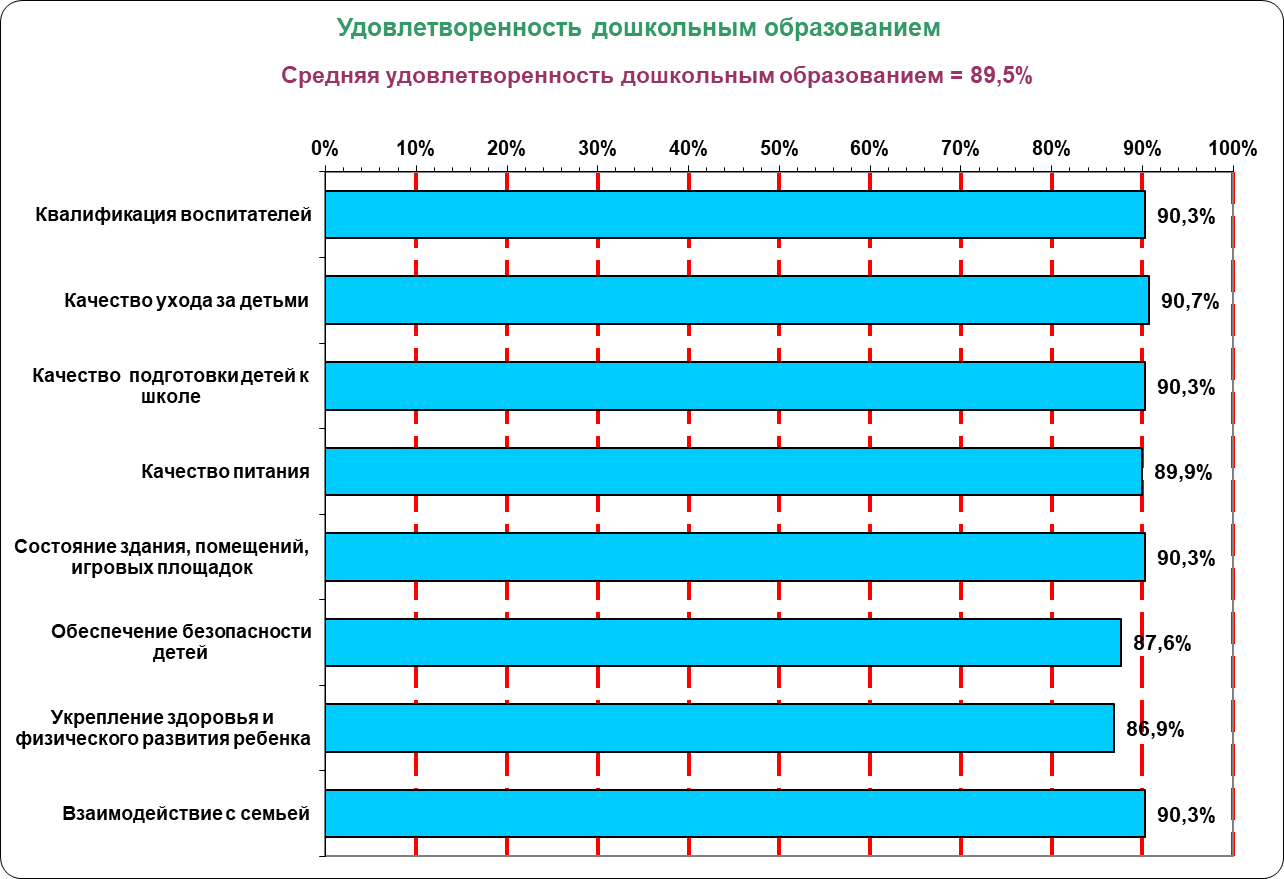 Удовлетворенность дошкольным образованием
Средняя удовлетворенность дошкольным образованием = 89,5%
0% 10% 20% 30% 40% 50% 60% 70% 80% 90% 100%
Квалификация воспитателей 90,3%
Качество ухода за детьми 90,7%
Качество подготовки детей к
школе
90,3%
Качество питания 89,9%
Состояние здания, помещений,
игровых площадок
90,3%
Обеспечение безопасности
детей
87,6%
Укрепление здоровья и
физического развития ребенка
86,9%
Взаимодействие с семьей 90,3%